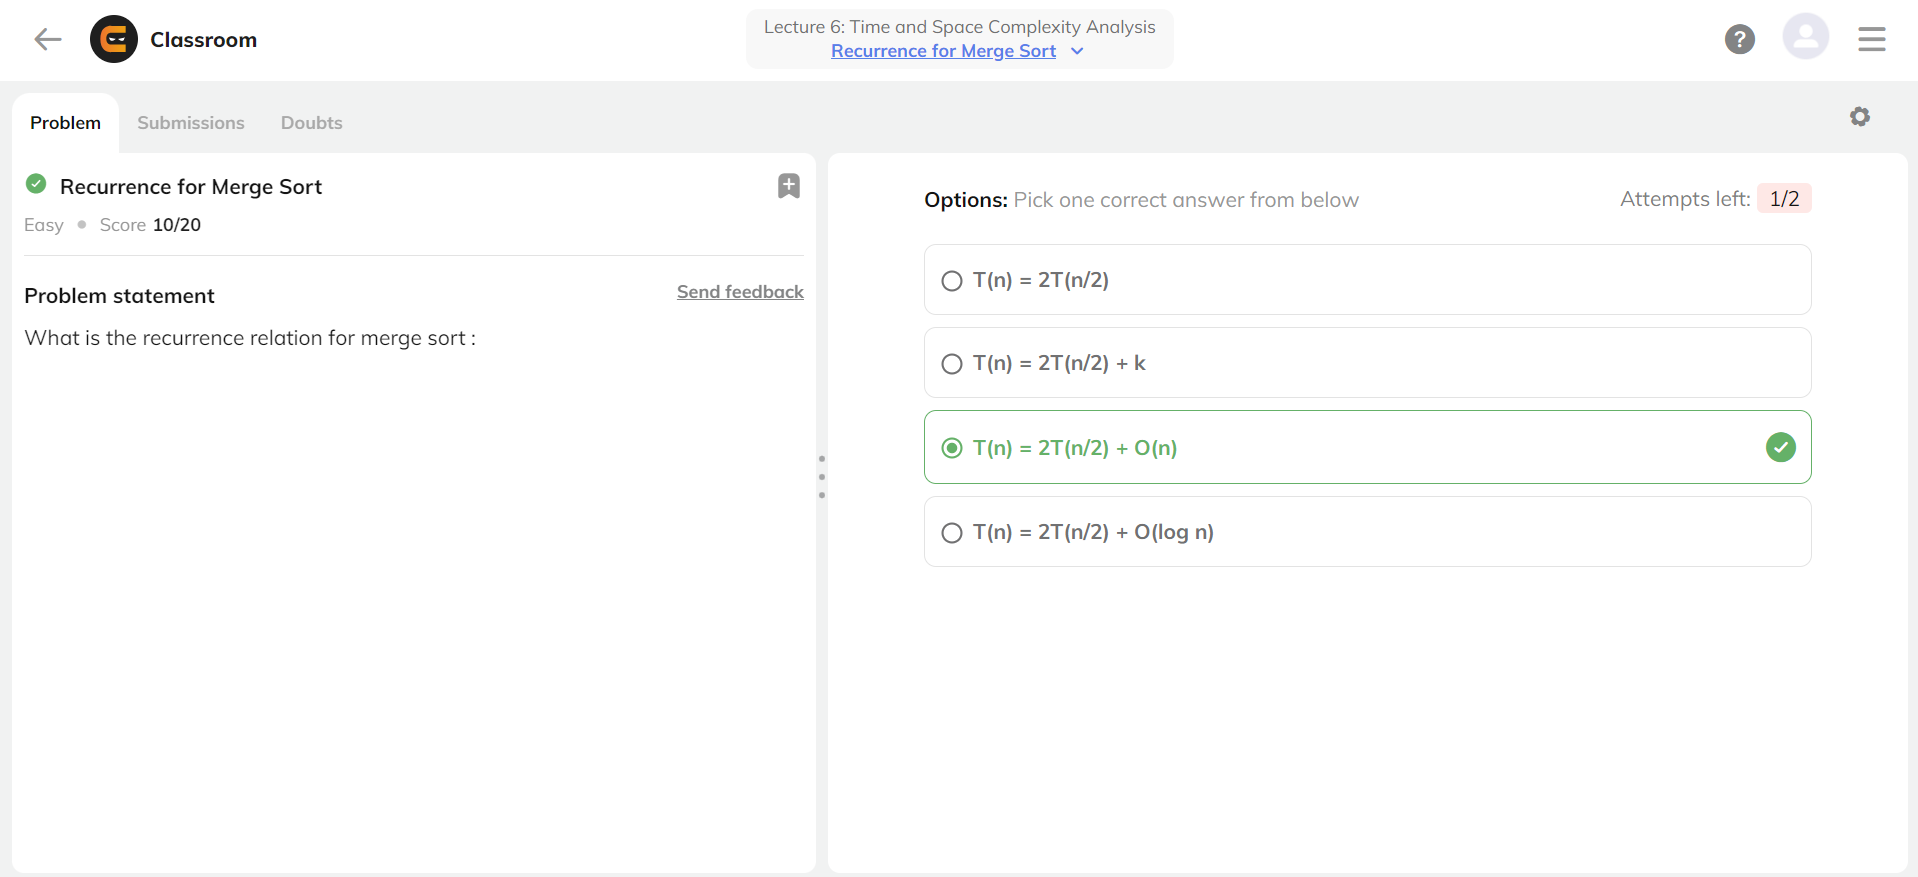 Classroom
Lecture 6: Time and Space Complexity Analysis
Recurrence for Merge Sort
?
Problem
Submissions
Doubts
Recurrence for Merge Sort
Easy
Score 10/20
Problem statement
Send feedback
What is the recurrence relation for merge sort :
Options: Pick one correct answer from below
Attempts left: 1/2
T(n) = 2T(n/2)
T(n) = 2T(n/2) + k
T(n) = 2T(n/2) + O(n)
T(n) = 2T(n/2) + O(log n)